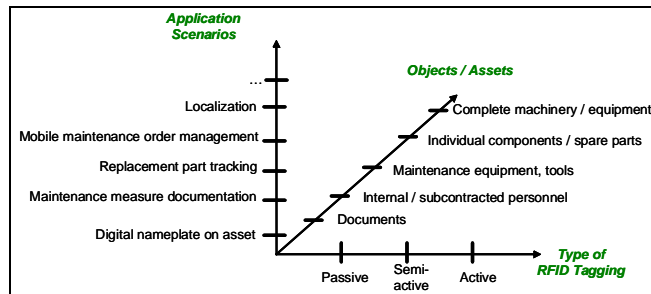 Application
Scenarios
Objects / Assets
...
Localization
Complete machinery / equipment
Mobile maintenance order management
Individual components / spare parts
Replacement part tracking
Maintenance equipment, tools
Maintenance measure documentation
Internal / subcontracted personnel
Documents
Digital nameplate on asset
Type of
RFID Tagging
Passive
Semi-
active
Active